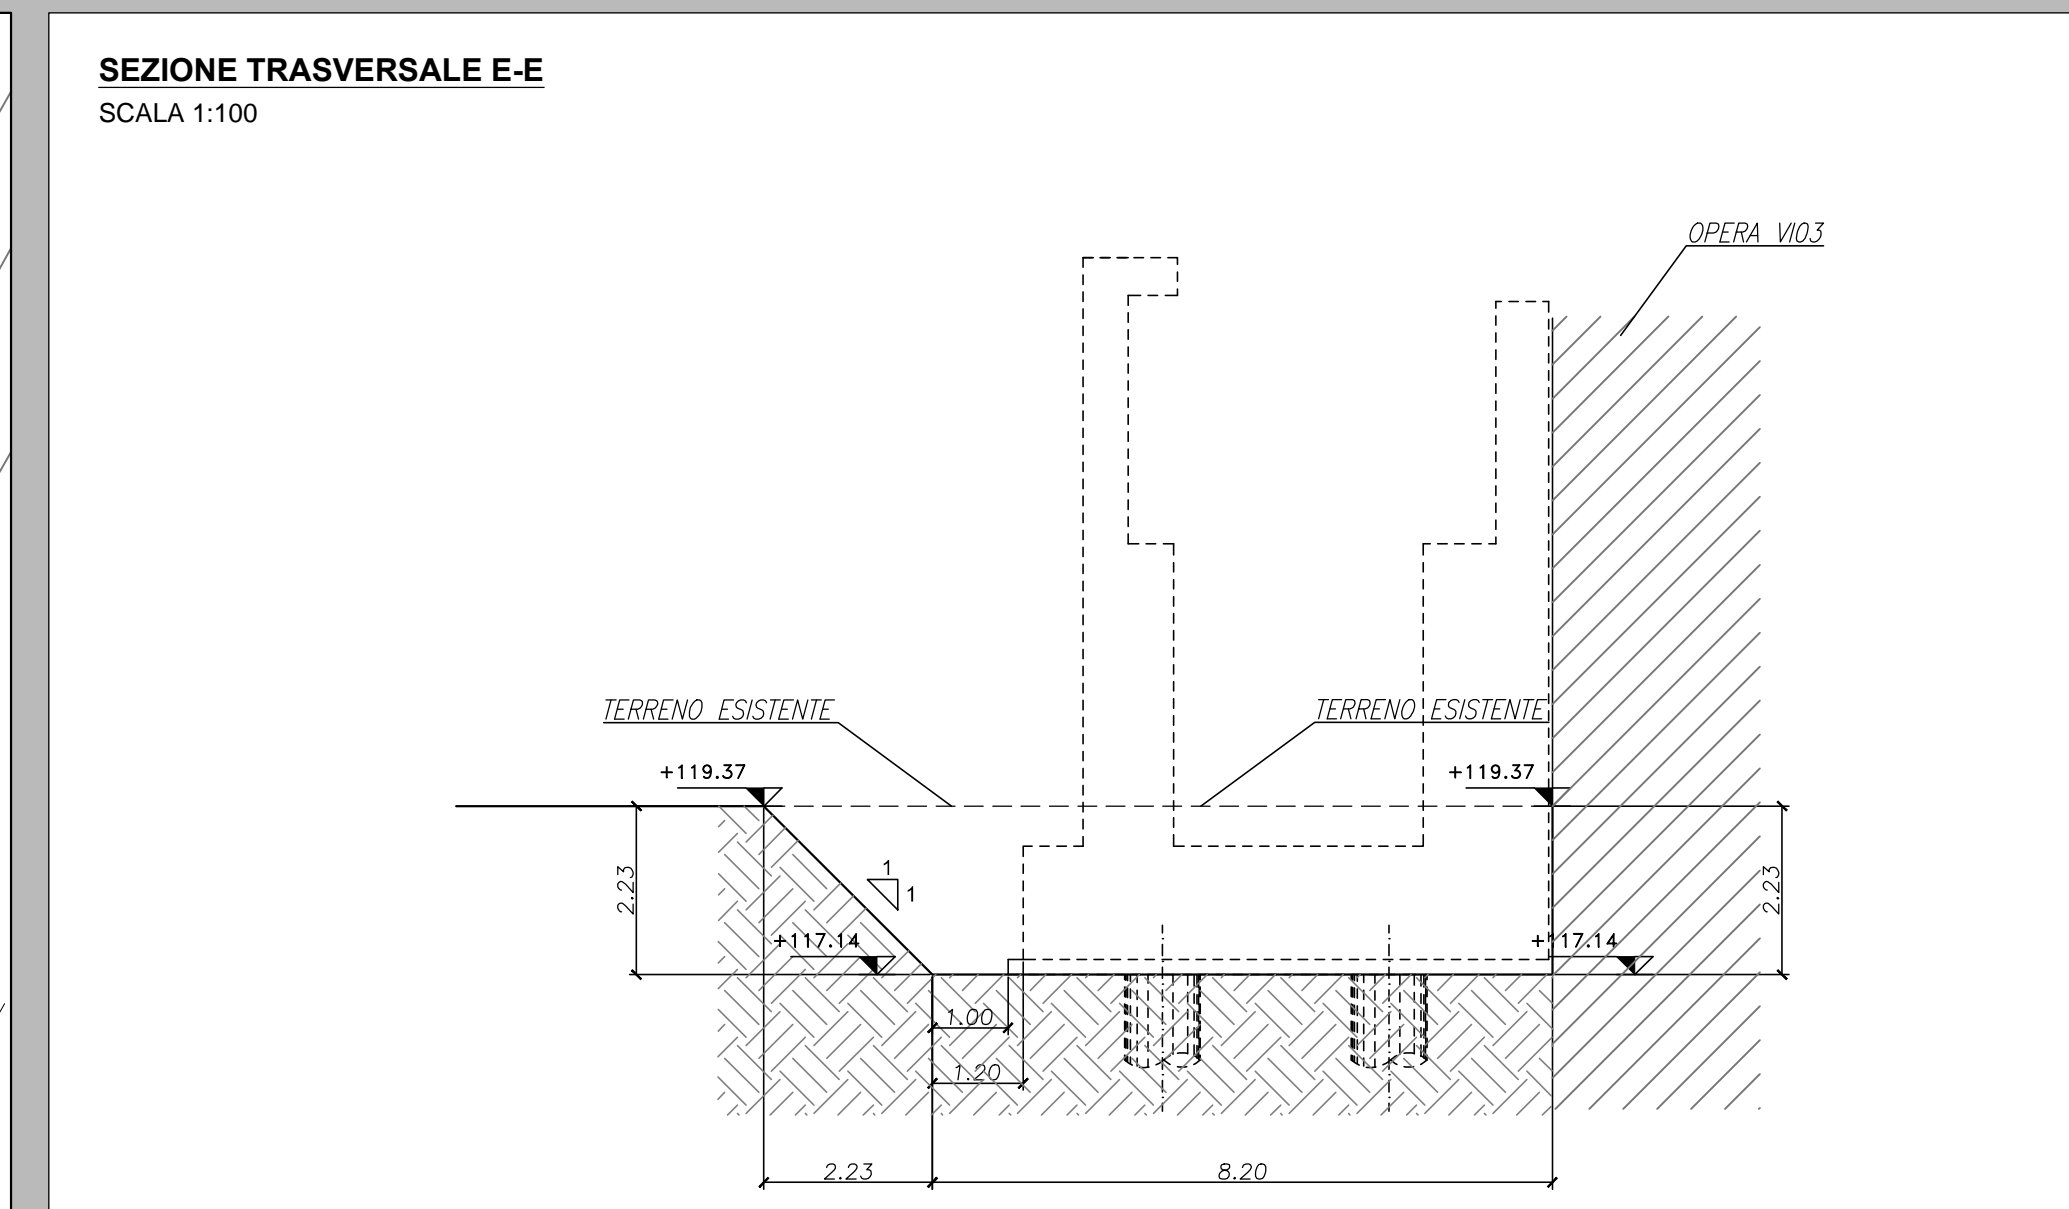 SEZIONE TRASVERSALE E-E
SCALA 1:100
OPERA VI03
TERRENO ESISTENTE
TERRENO ESISTENTE
+119.37
+119.37
1
1
2.23
2.23
+117.14
+117.14
1.00
1.20
2.23
8.20